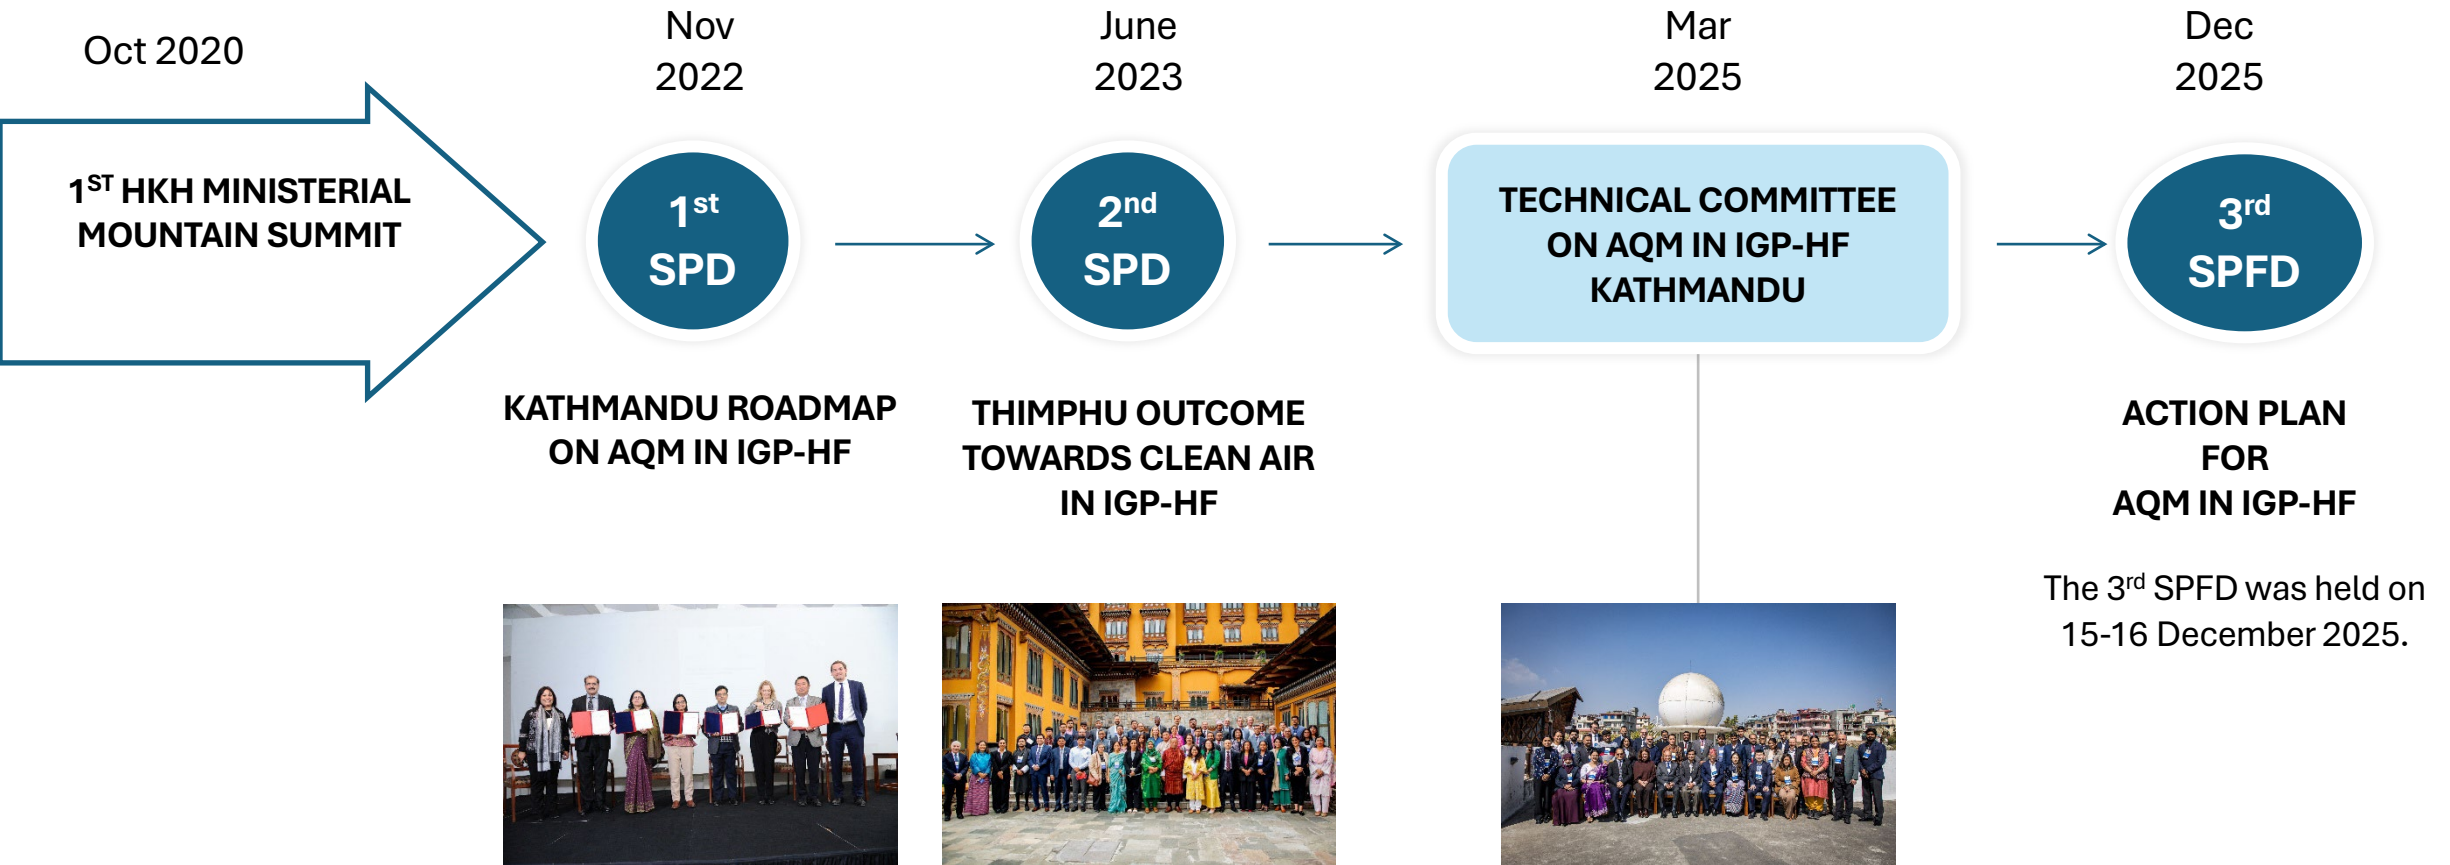 Oct 2020
1ST HKH MINISTERIAL
MOUNTAIN SUMMIT
Nov
2022
1st
SPD
KATHMANDU ROADMAP
ON AQM IN IGP-HF
June
2023
2nd
SPD
THIMPHU OUTCOME
TOWARDS CLEAN AIR
IN IGP-HF
Mar
2025
TECHNICAL COMMITTEE
ON AQM IN IGP-HF
KATHMANDU
Dec
2025
3rd
SPFD
ACTION PLAN
FOR
AQM IN IGP-HF
The 3rd SPFD was held on
15-16 December 2025.